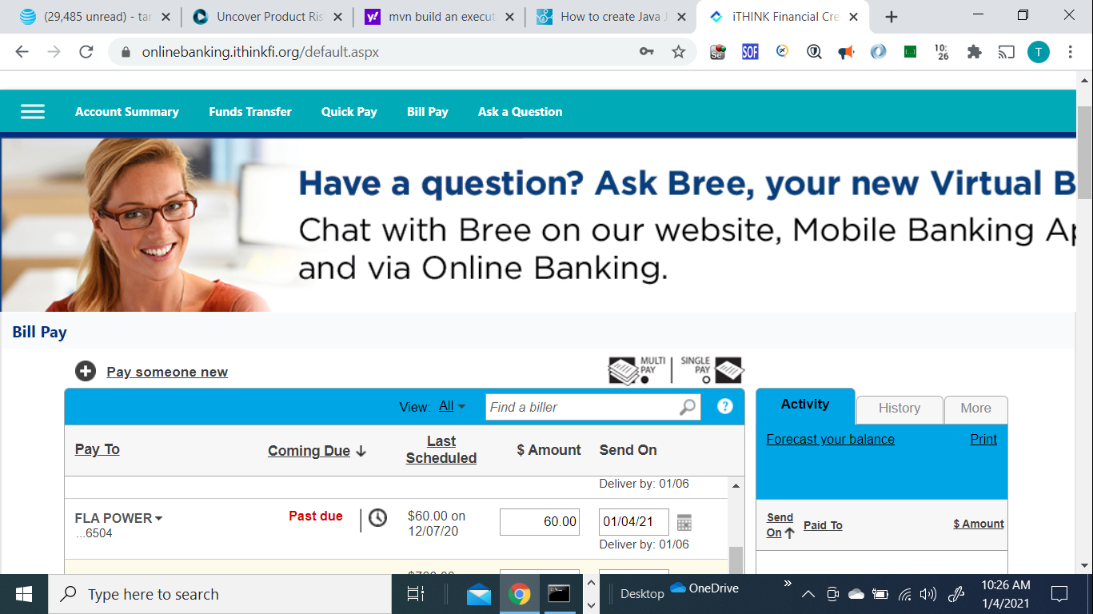 (29,485 unread) - tar
Uncover Product Ris
mvn build an execut
How to create Java J
iTHINK Financial Cre
onlinebanking.ithinkfi.org/default.aspx
SOF
10:
26
T
Account Summary
Funds Transfer
Quick Pay
Bill Pay
Ask a Question
Have a question? Ask Bree, your new Virtual B
Chat with Bree on our website, Mobile Banking Ap
and via Online Banking.
Bill Pay
Pay someone new
MULTI
PAY
SINGLE
PAY
View: All
Find a biller
?
Pay To
Coming Due
Last
Scheduled
$ Amount
Send On
Deliver by: 01/06
FLA POWER
...6504
Past due
$60.00 on
12/07/20
60.00
01/04/21
Deliver by: 01/06
Activity
History
More
Forecast your balance
Print
Send
On
Paid To
$ Amount
Type here to search
Desktop
OneDrive
10:26 AM
1/4/2021